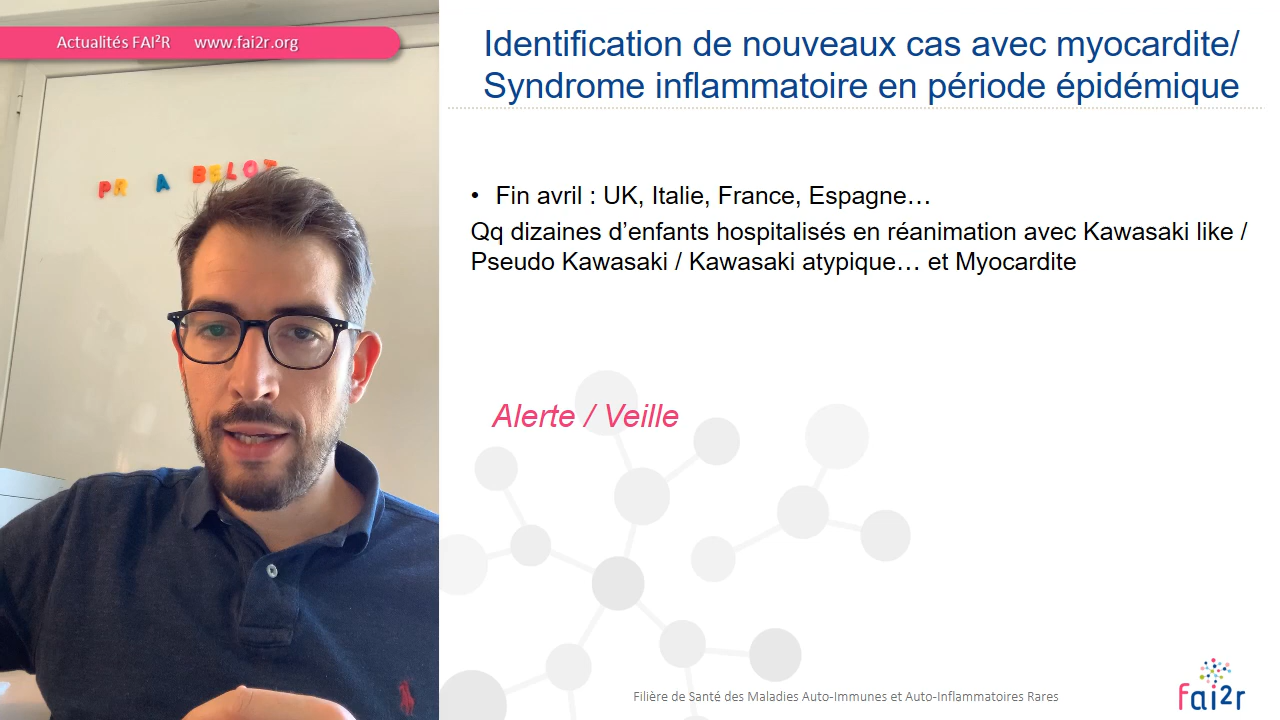 Actualités FAI²R www.fai2r.org
PR A BELOT
Identification de nouveaux cas avec myocardite/
Syndrome inflammatoire en période épidémique
• Fin avril : UK, Italie, France, Espagne…
Qq dizaines d’enfants hospitalisés en réanimation avec Kawasaki like /
Pseudo Kawasaki / Kawasaki atypique… et Myocardite
Alerte / Veille
Filière de Santé des Maladies Auto-Immunes et Auto-Inflammatoires Rares
fai2r